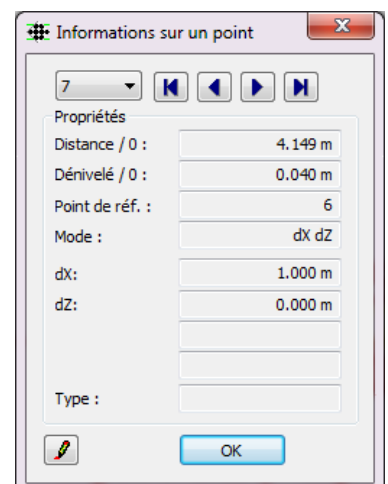 Informations sur un point
7
Propriétés
Distance / 0 : 4.149 m
Dénivelé / 0 : 0.040 m
Point de réf. : 6
Mode : dX dZ
dX: 1.000 m
dZ: 0.000 m
Type :
OK